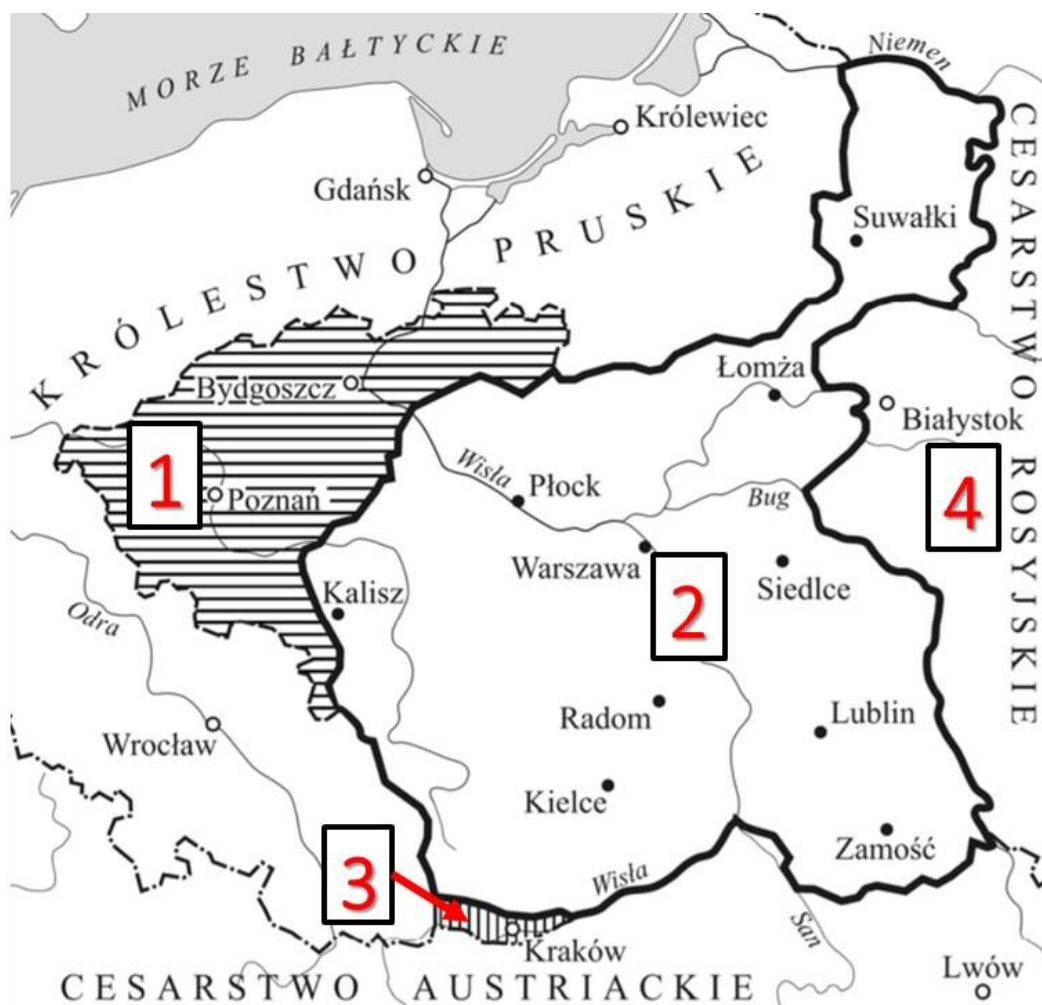 MORZE BAŁTYCKIE
Niemen
Królewiec
Gdańsk
KRÓLESTWO PRUSKIE
CESARSTWO ROSYJSKIE
Suwałki
Łomża
Bydgoszcz
Białystok
1
Poznań
Wisła
Płock
Bug
4
Warszawa
Siedlce
2
Kalisz
Odra
Radom
Lublin
Wrocław
Kielce
Zamość
3
Wisła
Kraków
San
CESARSTWO AUSTRIACKIE
Lwów